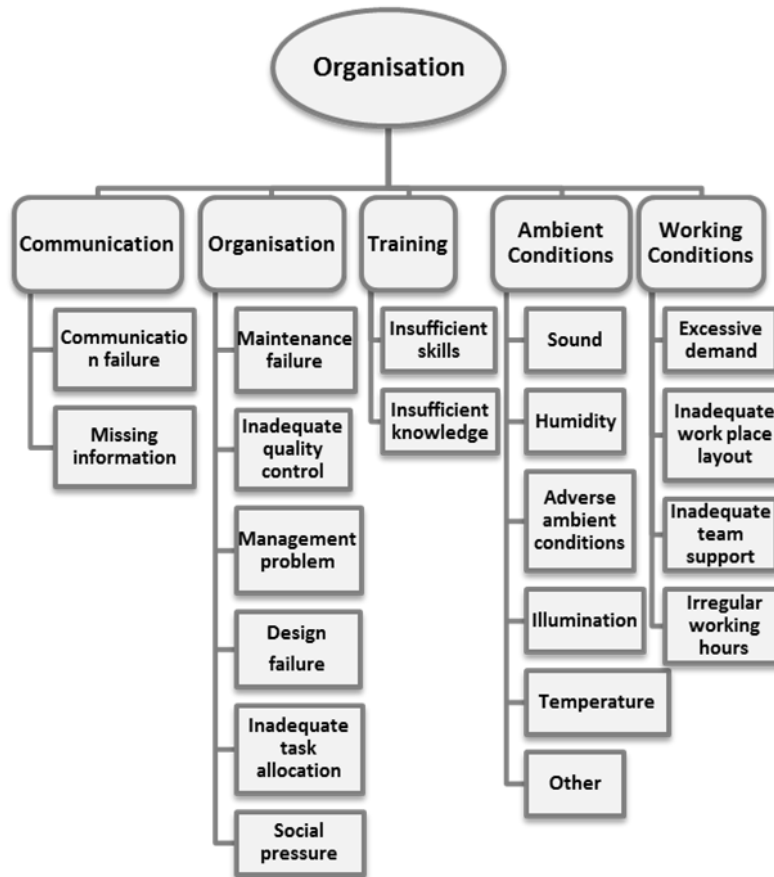 Organisation
Communication
Communicatio
n failure
Missing
information
Organisation
Maintenance
failure
Inadequate
quality
control
Management
problem
Design
failure
Inadequate
task
allocation
Social
pressure
Training
Insufficient
skills
Insufficient
knowledge
Ambient
Conditions
Sound
Humidity
Adverse
ambient
conditions
Illumination
Temperature
Other
Working
Conditions
Excessive
demand
Inadequate
work place
layout
Inadequate
team
support
Irregular
working
hours